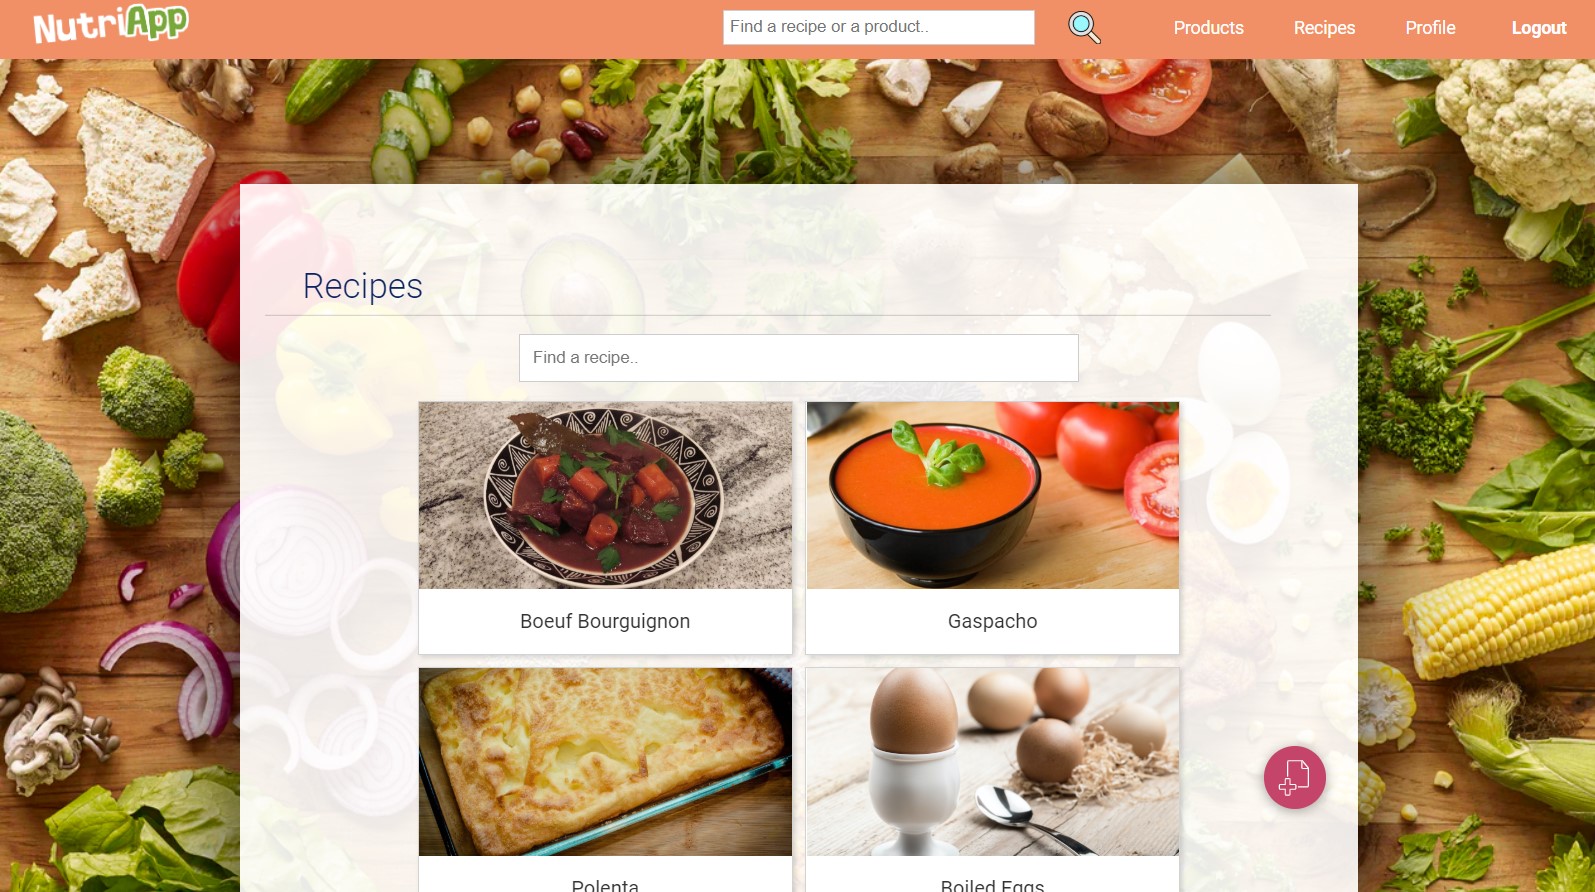 NutriApp
Find a recipe or a product..
Products
Recipes
Profile
Logout
Recipes
Find a recipe..
Boeuf Bourguignon
Gaspacho
Polenta
Boiled Eggs